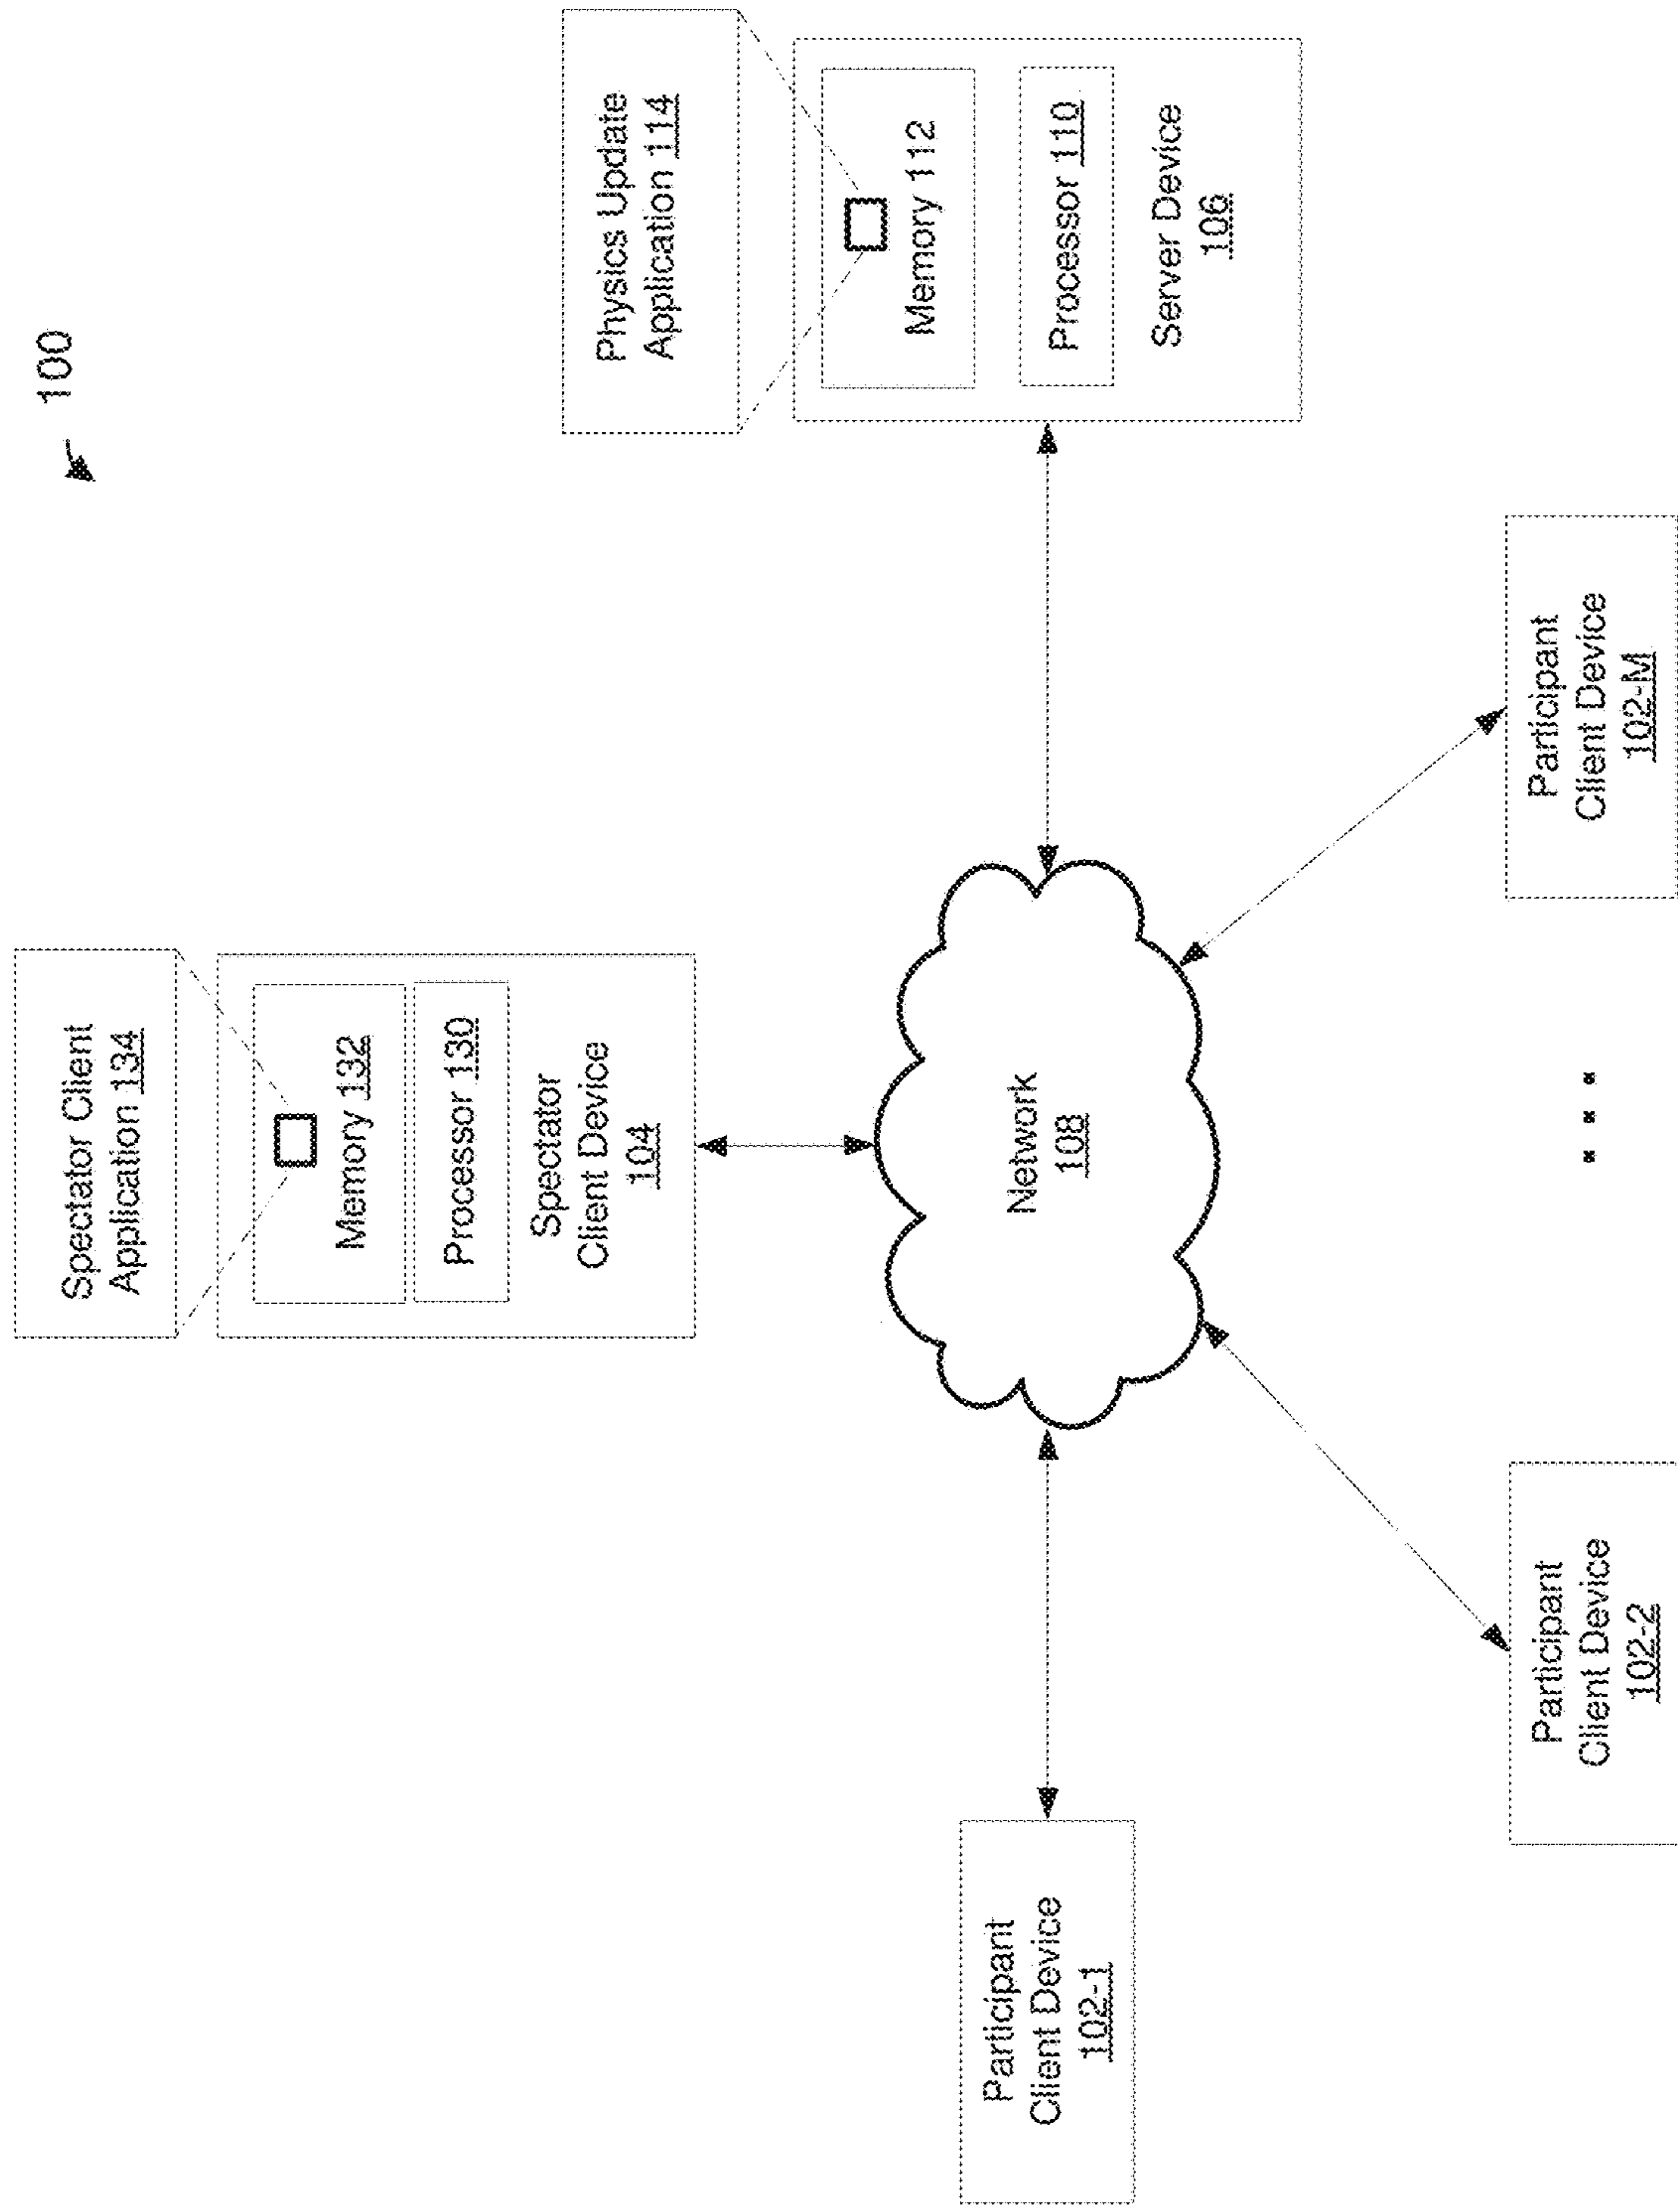 100
Spectator Client
Application 134
Memory 132
Processor 130
Spectator
Client Device
104
Physics Update
Application 114
Memory 112
Processor 110
Server Device
106
Network
108
Participant
Client Device
102-1
Participant
Client Device
102-2
Participant
Client Device
102-M